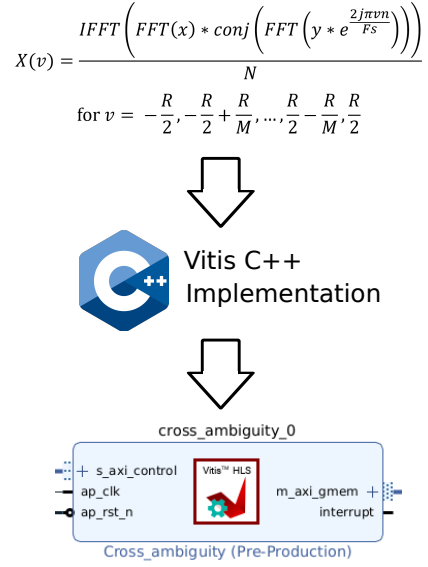 X(v) = IFFT(FFT(x) * conj(FFT(y * e^(2jπvn/Fs)))) / N
for v = -R/2, -R/2 + R/M, ..., R/2 - R/M, R/2
C++
Vitis C++
Implementation
cross_ambiguity_0
s_axi_control
ap_clk
ap_rst_n
Vitis™ HLS
m_axi_gmem
interrupt
Cross_ambiguity (Pre-Production)